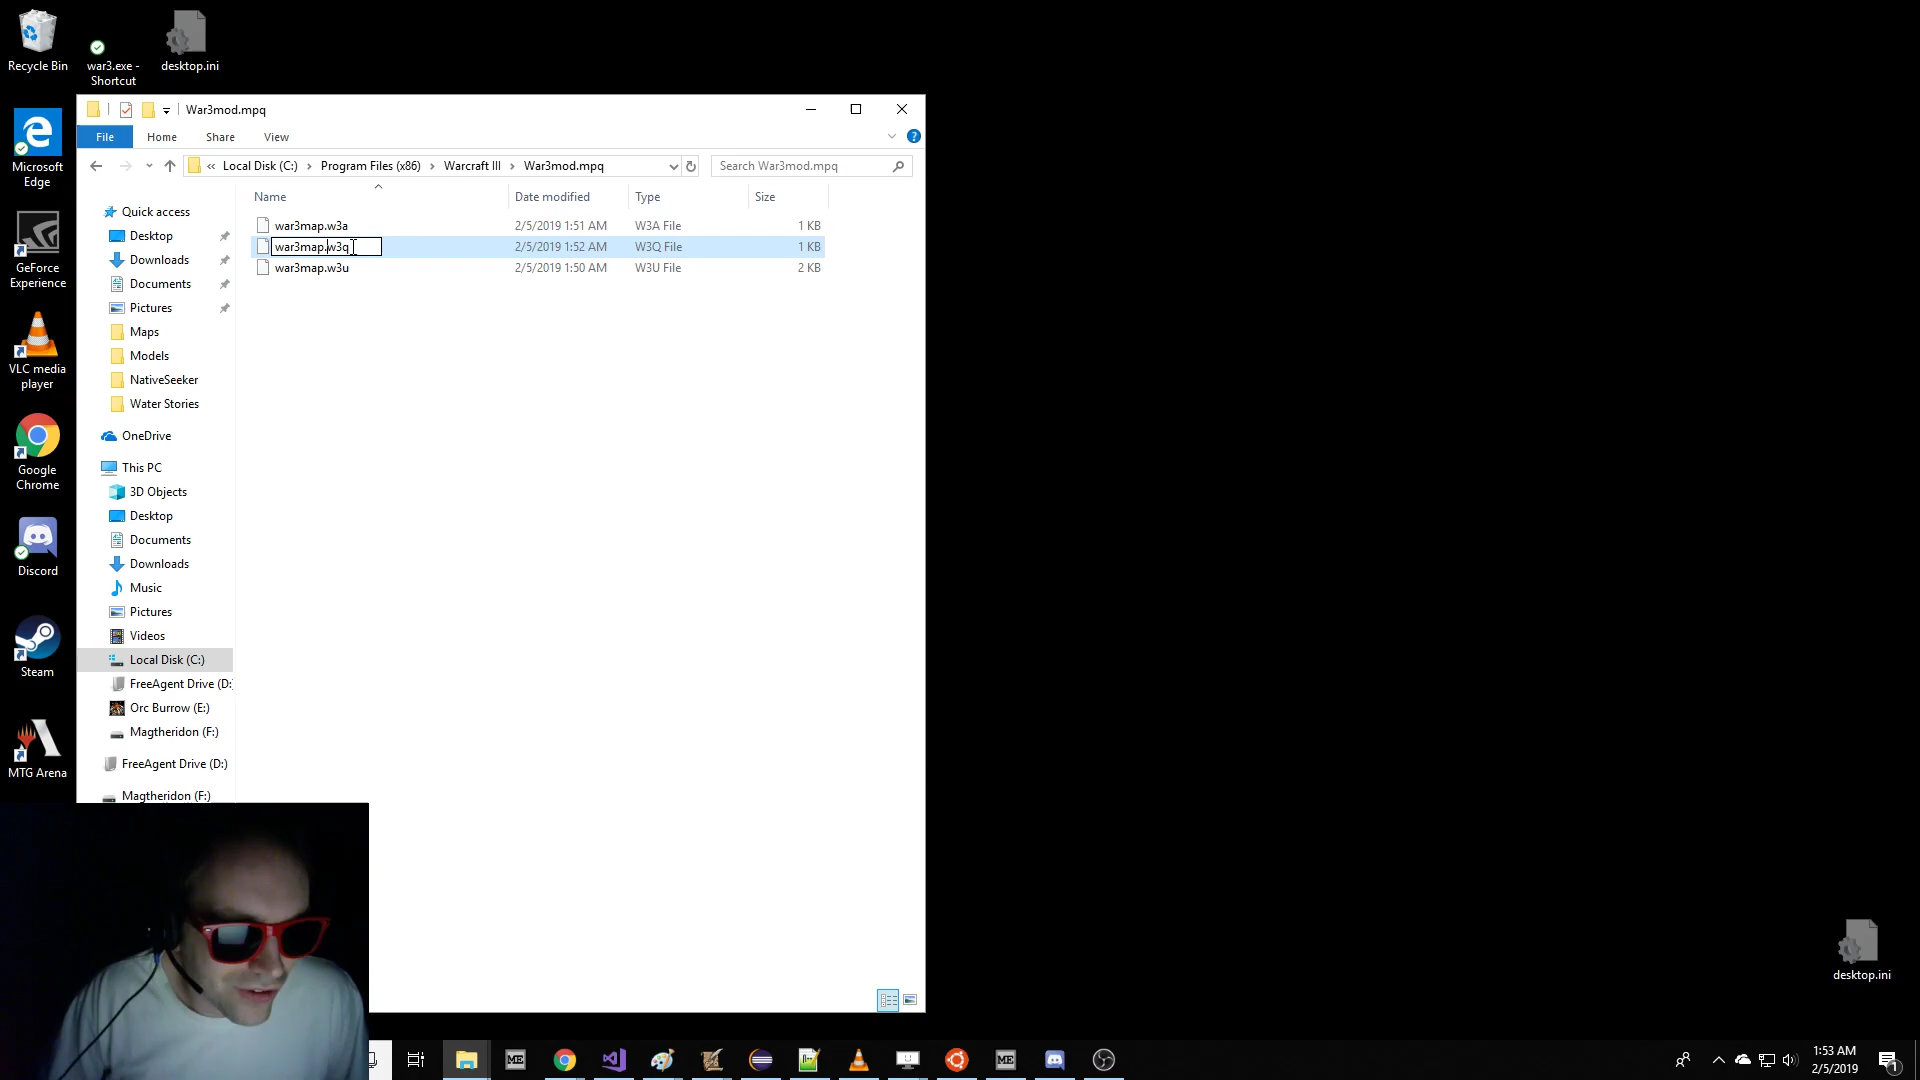 Recycle Bin
war3.exe -
Shortcut
desktop.ini
Microsoft
Edge
GeForce
Experience
VLC media
player
Google
Chrome
Discord
Steam
MTG Arena
War3mod.mpq
File Home Share View
« Local Disk (C:) › Program Files (x86) › Warcraft III › War3mod.mpq
Search War3mod.mpq
Name Date modified Type Size
war3map.w3a 2/5/2019 1:51 AM W3A File 1 KB
war3map.w3q 2/5/2019 1:52 AM W3Q File 1 KB
war3map.w3u 2/5/2019 1:50 AM W3U File 2 KB
Quick access
Desktop
Downloads
Documents
Pictures
Maps
Models
NativeSeeker
Water Stories
OneDrive
This PC
3D Objects
Desktop
Documents
Downloads
Music
Pictures
Videos
Local Disk (C:)
FreeAgent Drive (D:
Orc Burrow (E:)
Magtheridon (F:)
FreeAgent Drive (D:)
Magtheridon (F:)
desktop.ini
ME
ME
1:53 AM
2/5/2019
1